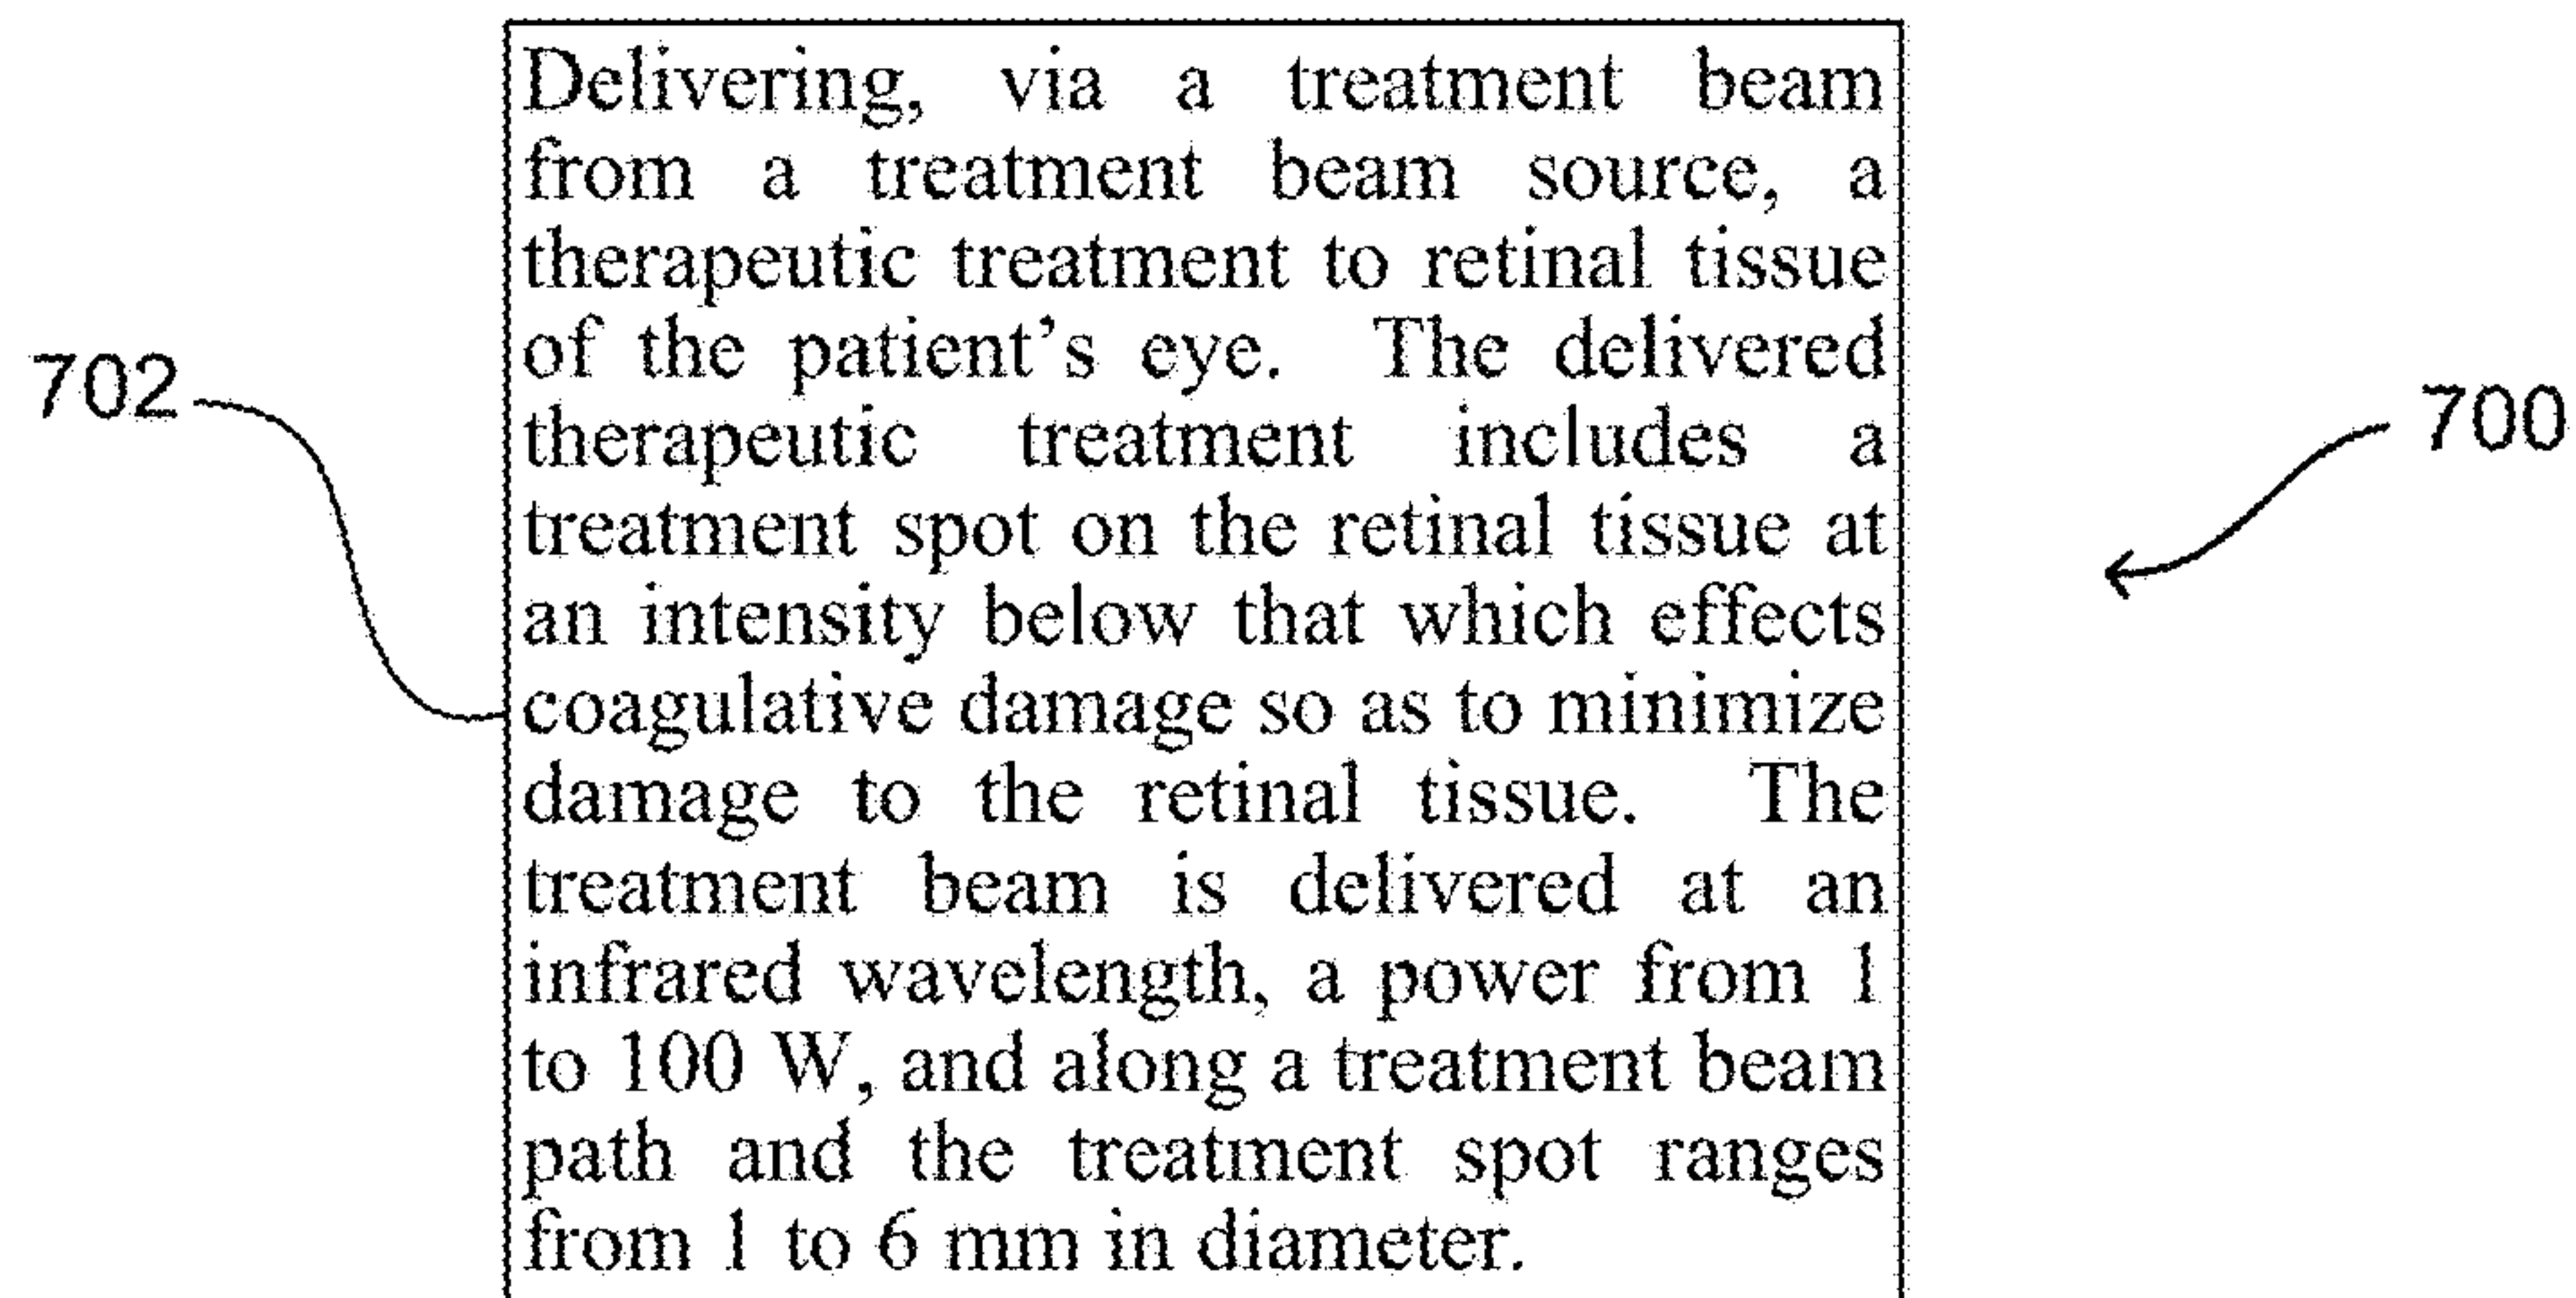 Delivering, via a treatment beam
from a treatment beam source, a
therapeutic treatment to retinal tissue
of the patient’s eye. The delivered
therapeutic treatment includes a
treatment spot on the retinal tissue at
an intensity below that which effects
coagulative damage so as to minimize
damage to the retinal tissue. The
treatment beam is delivered at an
infrared wavelength, a power from 1
to 100 W, and along a treatment beam
path and the treatment spot ranges
from 1 to 6 mm in diameter.
702
700